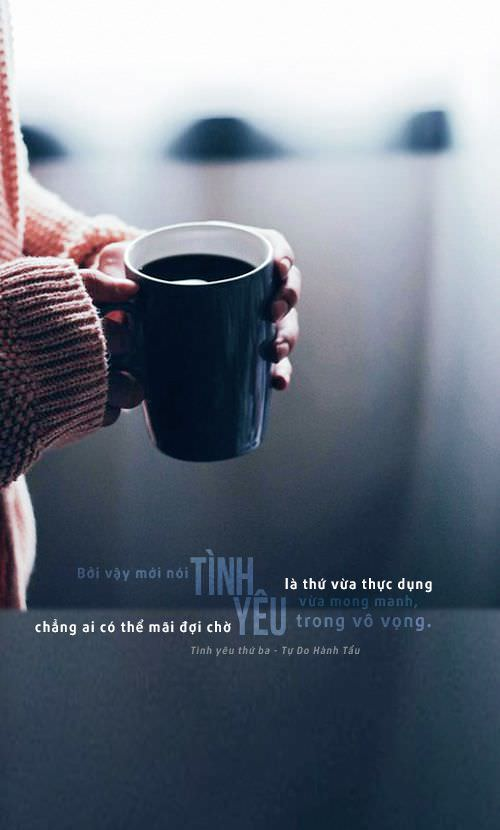 Bởi vậy mới nói TÌNH là thứ vừa thực dụng
vừa mong manh,
chẳng ai có thể mãi đợi chờ YÊU trong vô vọng.
Tình yêu thứ ba - Tự Do Hành Tẩu